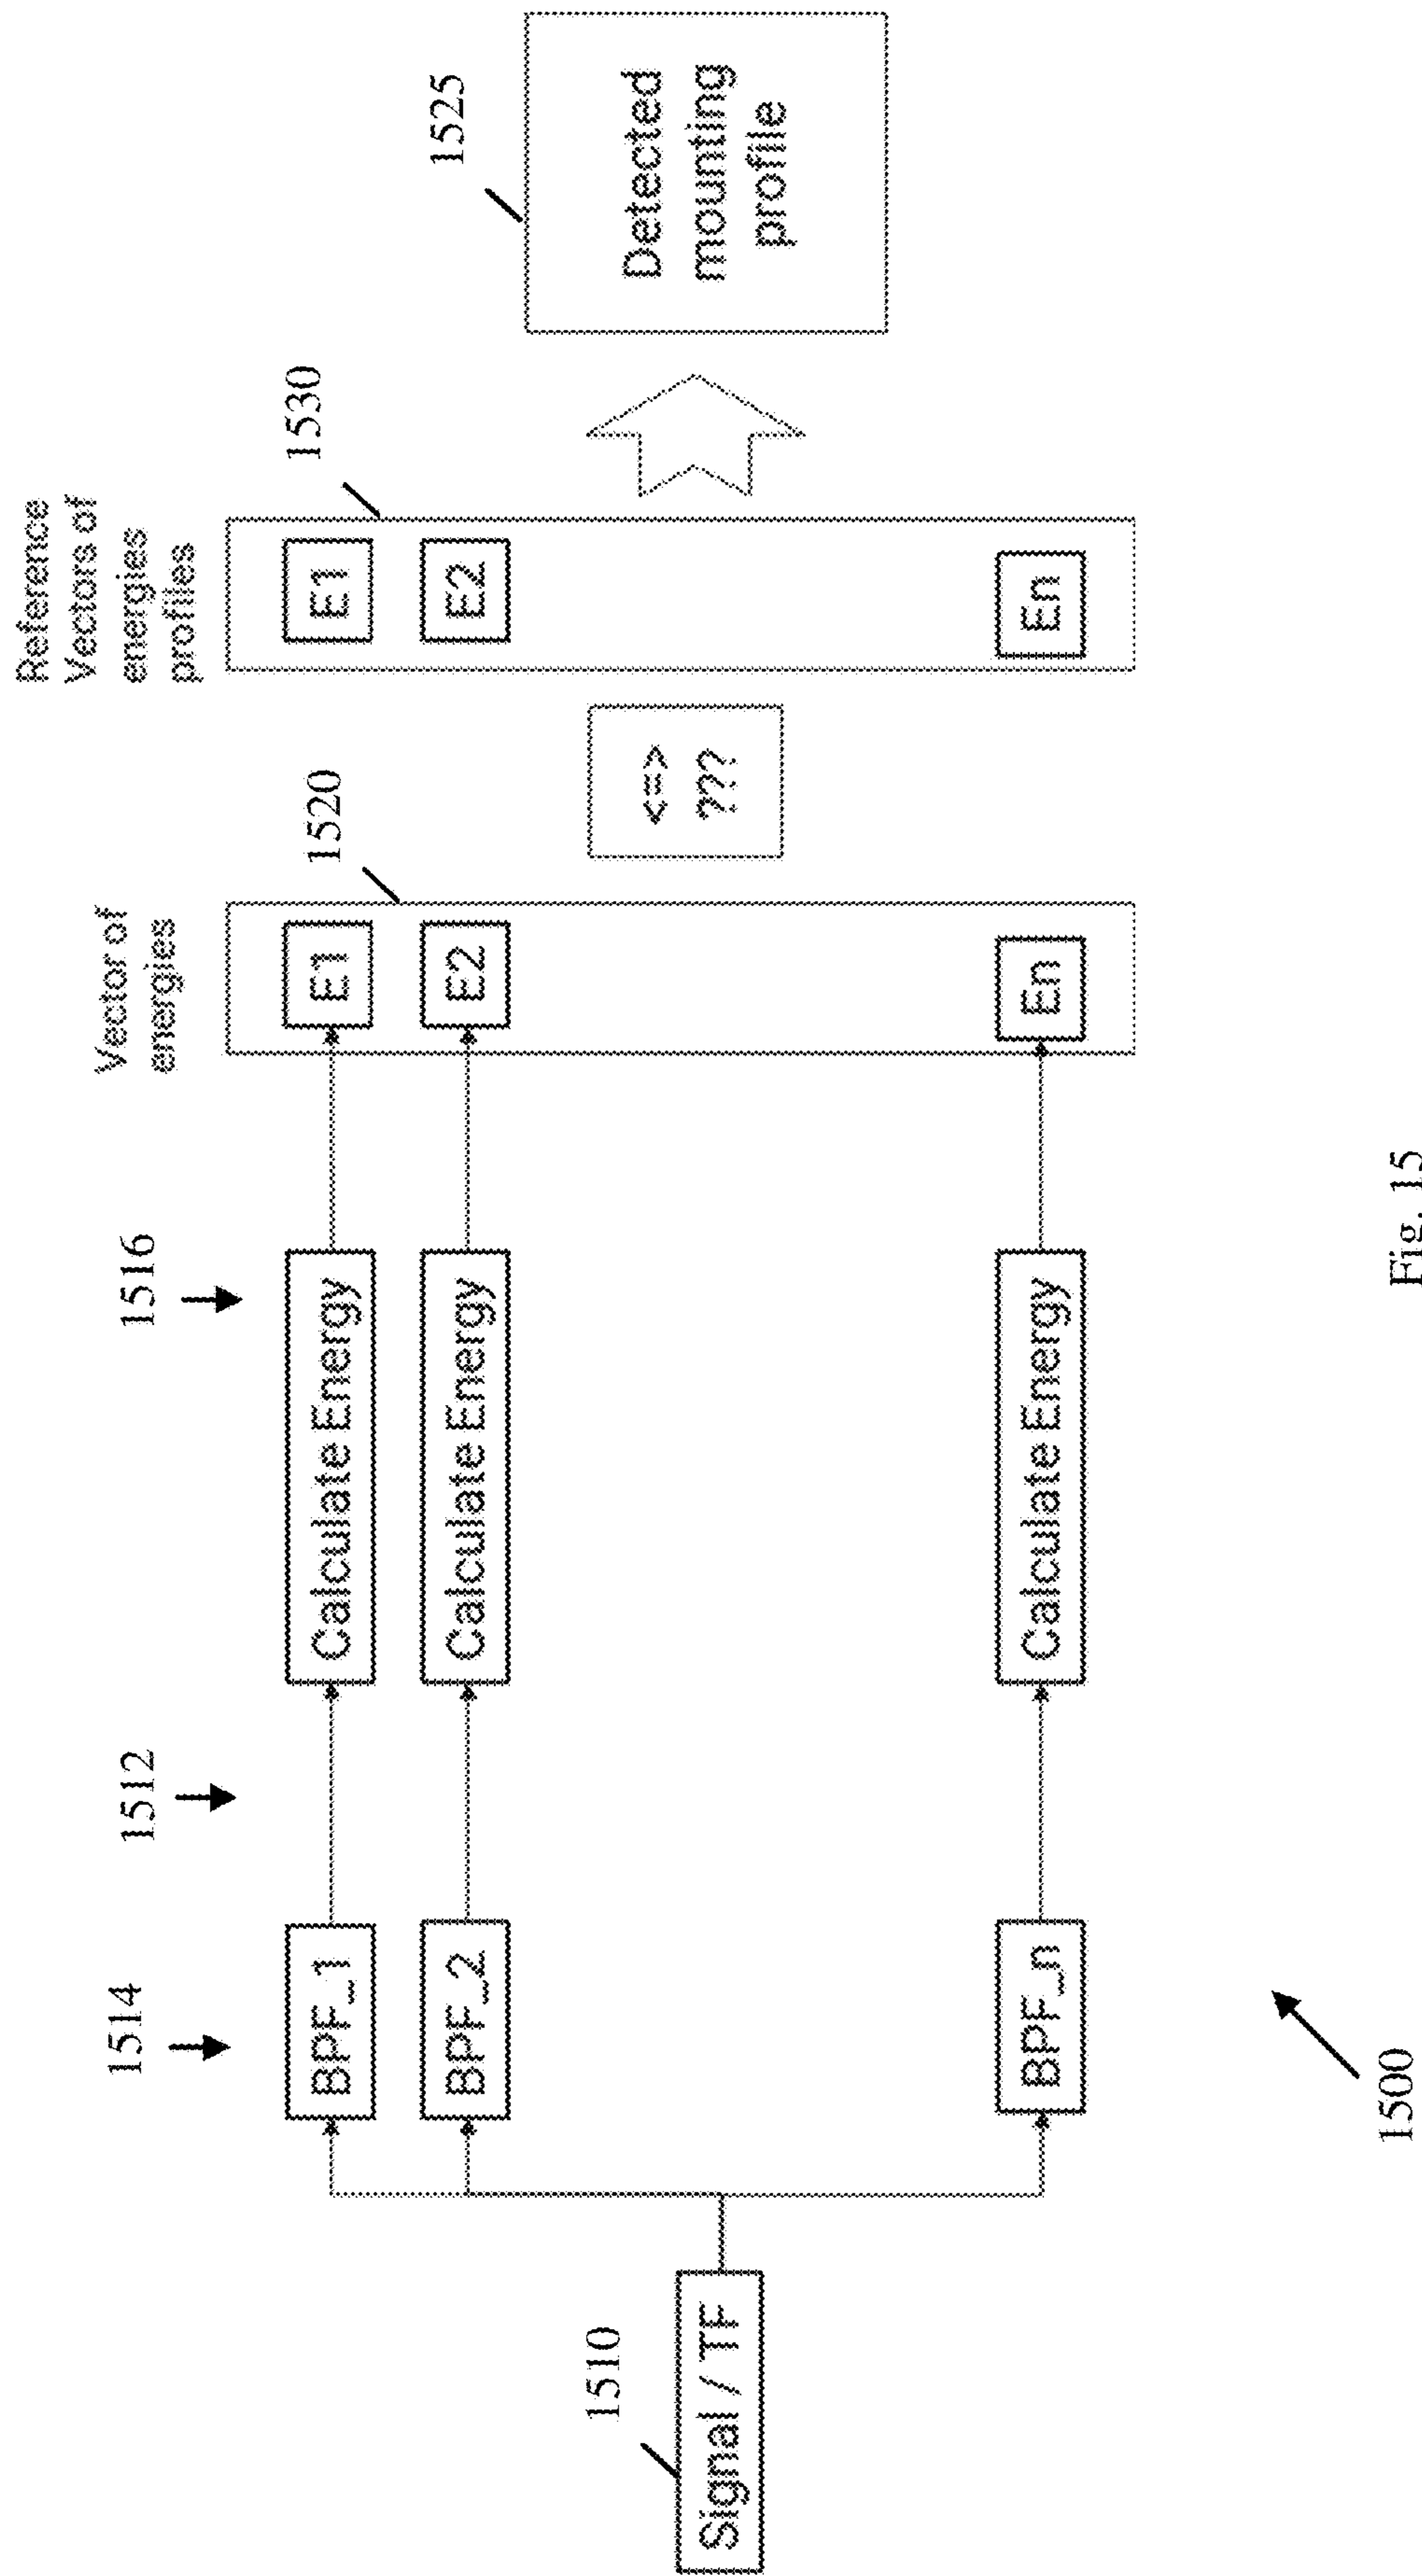 Reference
Vectors of
energies
profiles
Vector of
energies
1514
1512
1516
1520
1530
1525
BPF_1
Calculate Energy
E1
E1
BPF_2
Calculate Energy
E2
E2
1510
Signal / TF
<=>
???
Detected
mounting
profile
BPF_n
Calculate Energy
En
En
1500
Fig. 15